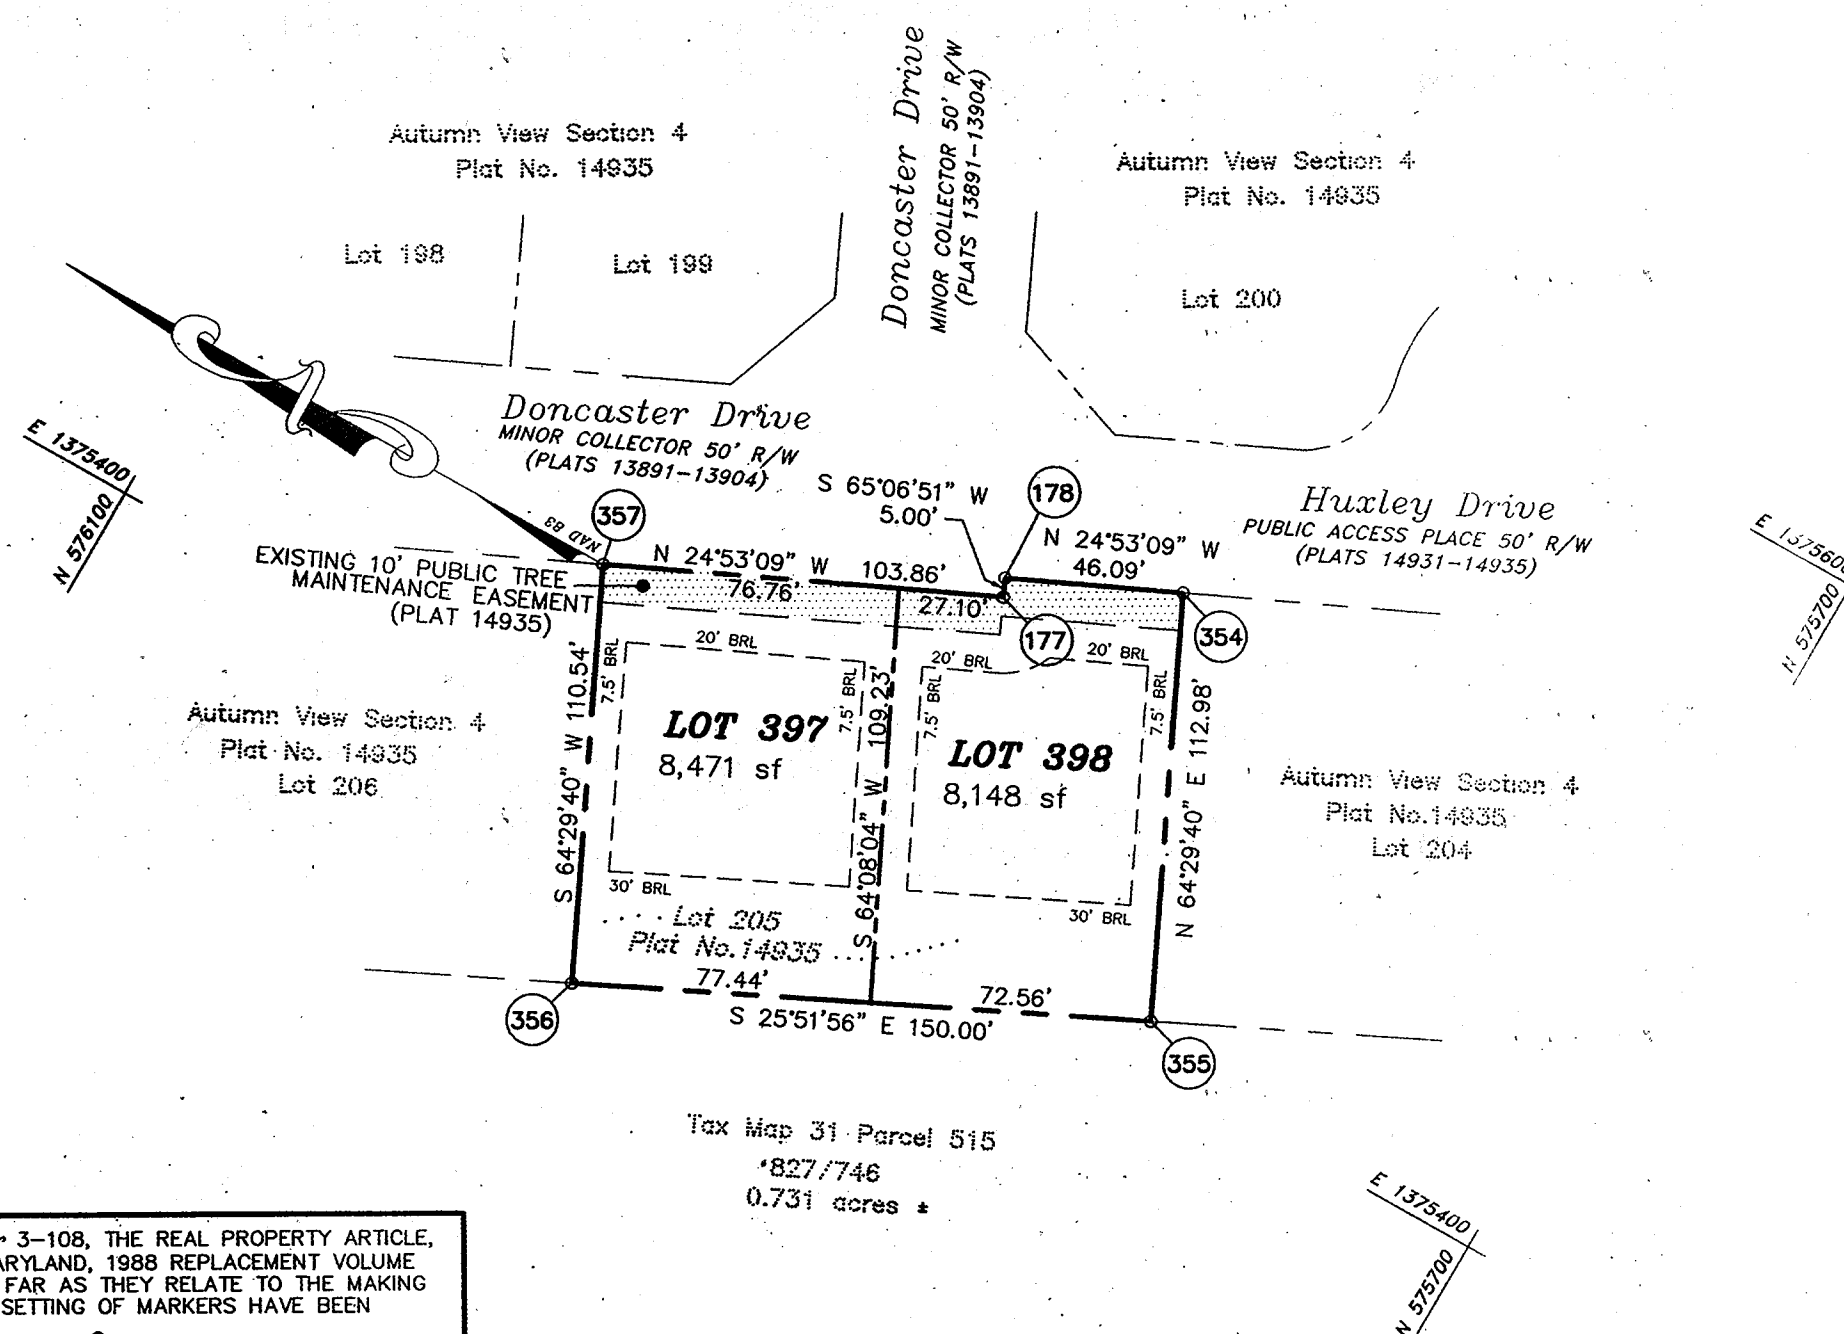 Doncaster Drive
MINOR COLLECTOR 50' R/W
(PLATS 13891-13904)
Autumn View Section 4
Plat No. 14935
Autumn View Section 4
Plat No. 14935
Lot 198
Lot 199
Lot 200
Doncaster Drive
MINOR COLLECTOR 50' R/W
(PLATS 13891-13904)
E 1375400
N 576100
NAD 83
357
S 65°06'51" W
5.00'
178
Huxley Drive
PUBLIC ACCESS PLACE 50' R/W
(PLATS 14931-14935)
E 1375600
N 575700
EXISTING 10' PUBLIC TREE
MAINTENANCE EASEMENT
(PLAT 14935)
N 24°53'09" W
103.86'
76.76'
27.10'
N 24°53'09" W
46.09'
177
354
20' BRL
20' BRL
20' BRL
7.5' BRL
7.5' BRL
7.5' BRL
7.5' BRL
S 64°29'40" W 110.54'
S 64°08'04" W 109.23'
N 64°29'40" E 112.98'
LOT 397
8,471 sf
LOT 398
8,148 sf
Autumn View Section 4
Plat No. 14935
Lot 206
Autumn View Section 4
Plat No.14935
Lot 204
30' BRL
30' BRL
Lot 205
Plat No.14935
77.44'
72.56'
S 25°51'56" E 150.00'
356
355
Tax Map 31 Parcel 515
827/746
0.731 acres ±
E 1375400
N 575700
3-108, THE REAL PROPERTY ARTICLE,
ARYLAND, 1988 REPLACEMENT VOLUME
FAR AS THEY RELATE TO THE MAKING
SETTING OF MARKERS HAVE BEEN